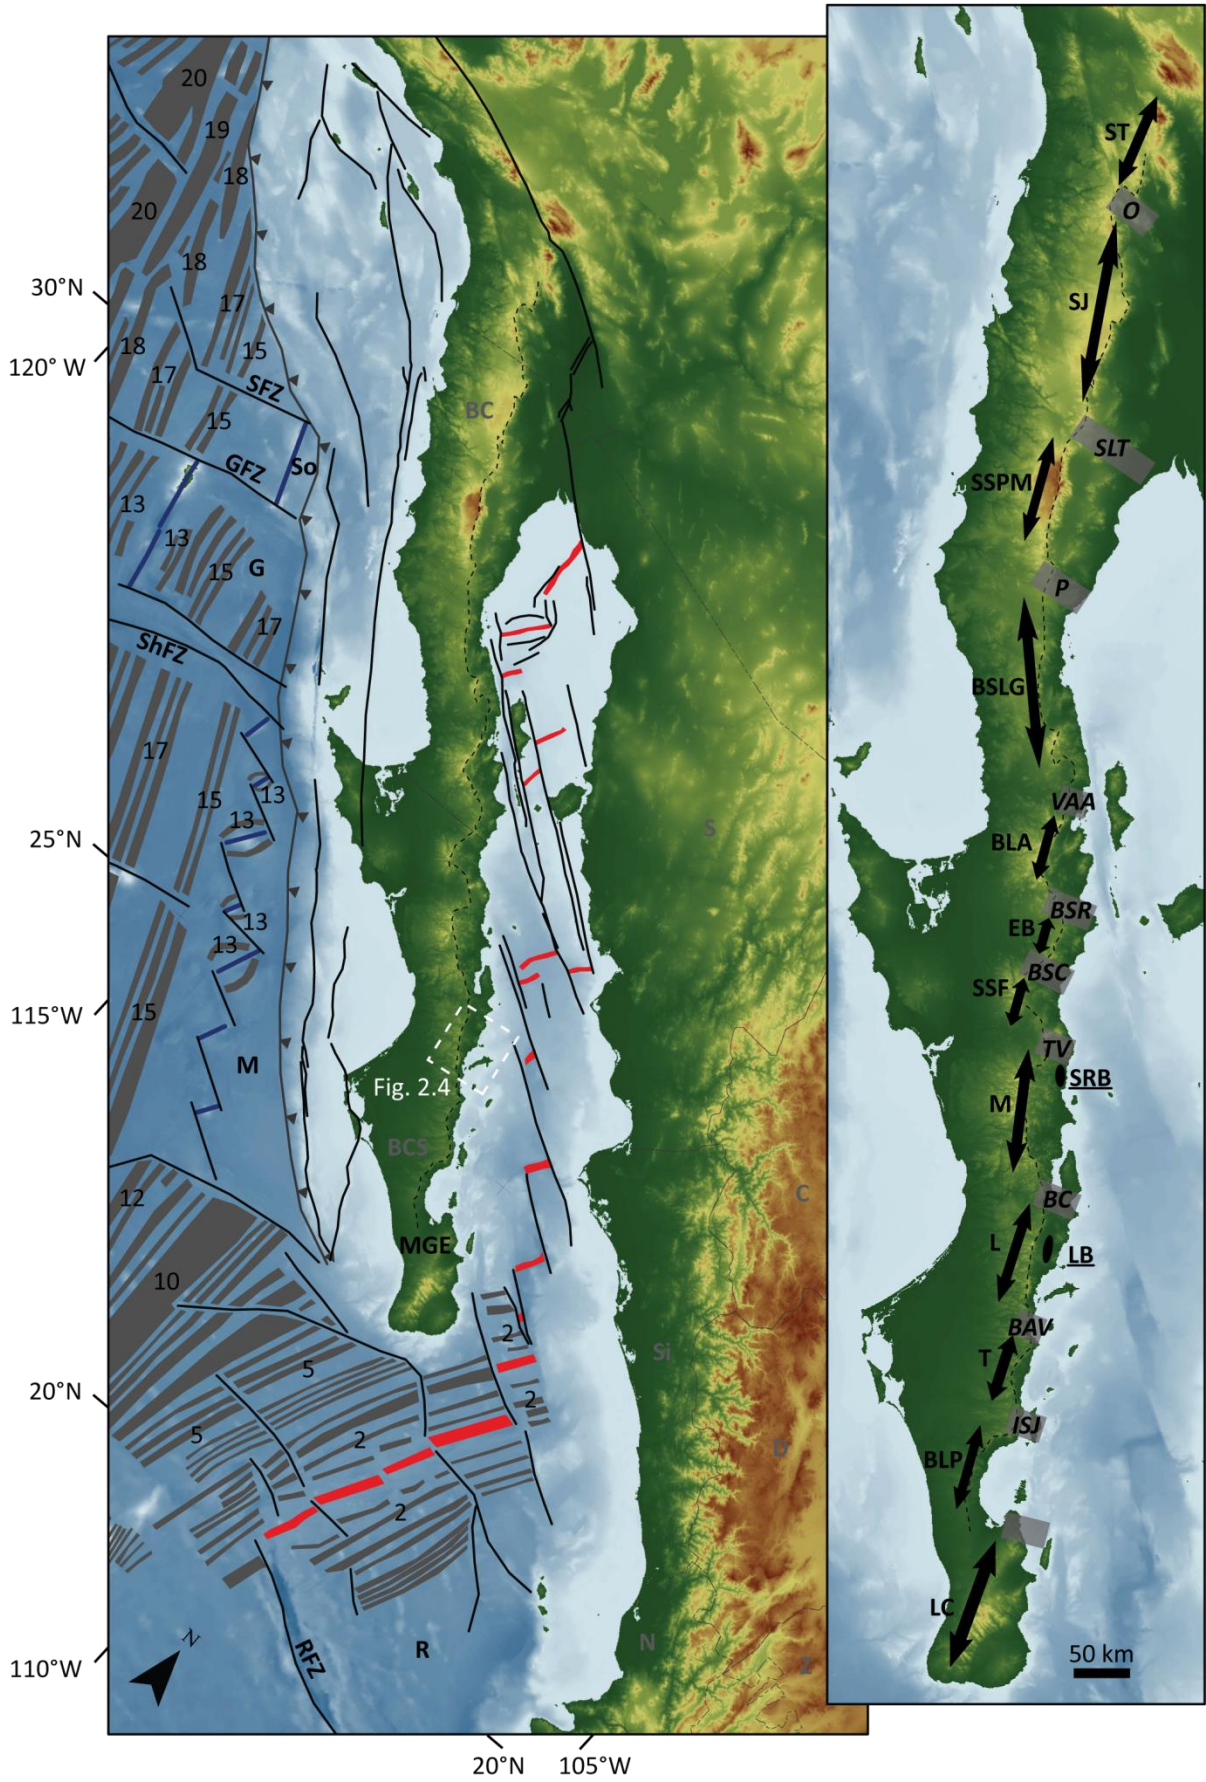 20
19
18
20
18
17
30°N
18
15
120° W
17
SFZ
BC
15
So
GFZ
13
13
15
G
17
ShFZ
17
15
13
13
S
25°N
13
13
15
115°W
M
Fig. 2.4
BCS
12
C
MGE
10
2
Si
5
20°N
2
5
2
D
2
N
N
R
RFZ
Z
110°W
20°N
105°W
ST
O
SJ
SLT
SSPM
P
BSLG
VAA
BLA
BSR
EB
BSC
SSF
TV
SRB
M
BC
L
LB
BAV
T
ISJ
BLP
LC
50 km